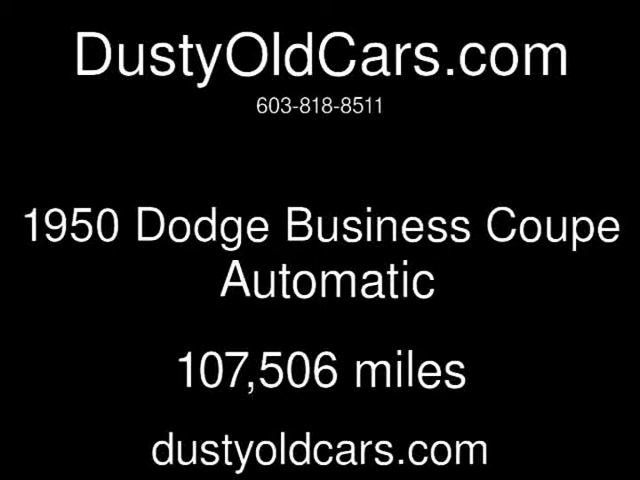 DustyOldCars.com
603-818-8511
1950 Dodge Business Coupe
Automatic
107,506 miles
dustyoldcars.com